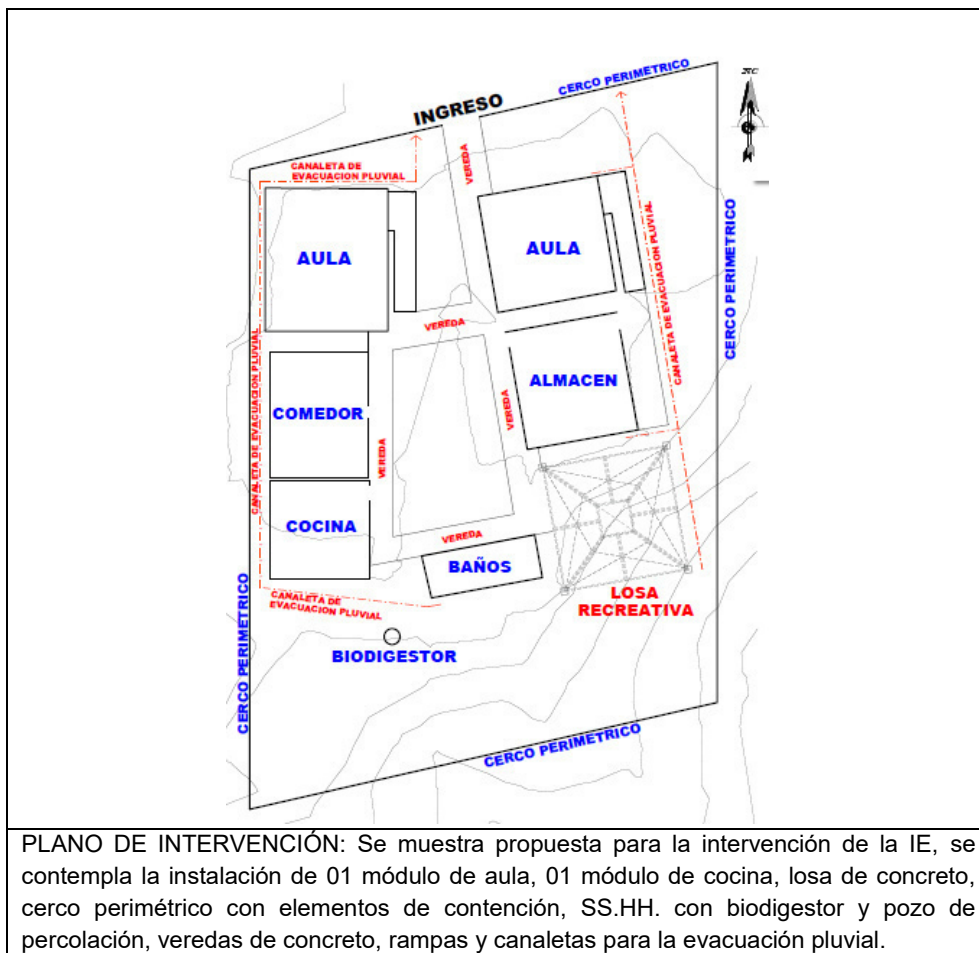 CERCO PERIMETRICO
NC
INGRESO
CANALETA DE
EVACUACION PLUVIAL
VEREDA
AULA
AULA
CERCO PERIMETRICO
CANALETA DE EVACUACION PLUVIAL
VEREDA
CANALETA DE EVACUACION PLUVIAL
COMEDOR
VEREDA
ALMACEN
VEREDA
COCINA
VEREDA
BAÑOS
CANALETA DE
EVACUACION PLUVIAL
LOSA
RECREATIVA
BIODIGESTOR
CERCO PERIMETRICO
CERCO PERIMETRICO
PLANO DE INTERVENCIÓN: Se muestra propuesta para la intervención de la IE, se
contempla la instalación de 01 módulo de aula, 01 módulo de cocina, losa de concreto,
cerco perimétrico con elementos de contención, SS.HH. con biodigestor y pozo de
percolación, veredas de concreto, rampas y canaletas para la evacuación pluvial.